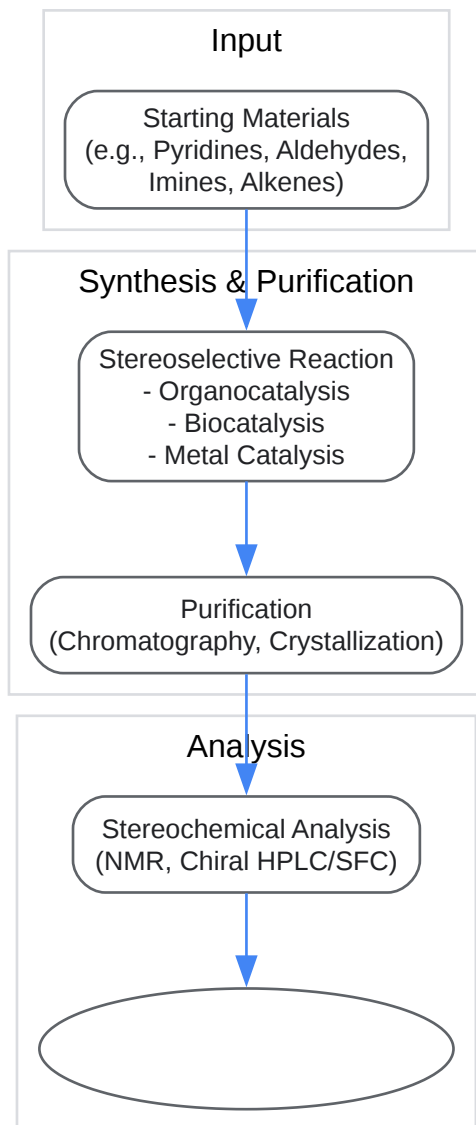 Input
Starting Materials
(e.g., Pyridines, Aldehydes,
Imines, Alkenes)
Synthesis & Purification
Stereoselective Reaction
- Organocatalysis
- Biocatalysis
- Metal Catalysis
Purification
(Chromatography, Crystallization)
Analysis
Stereochemical Analysis
(NMR, Chiral HPLC/SFC)